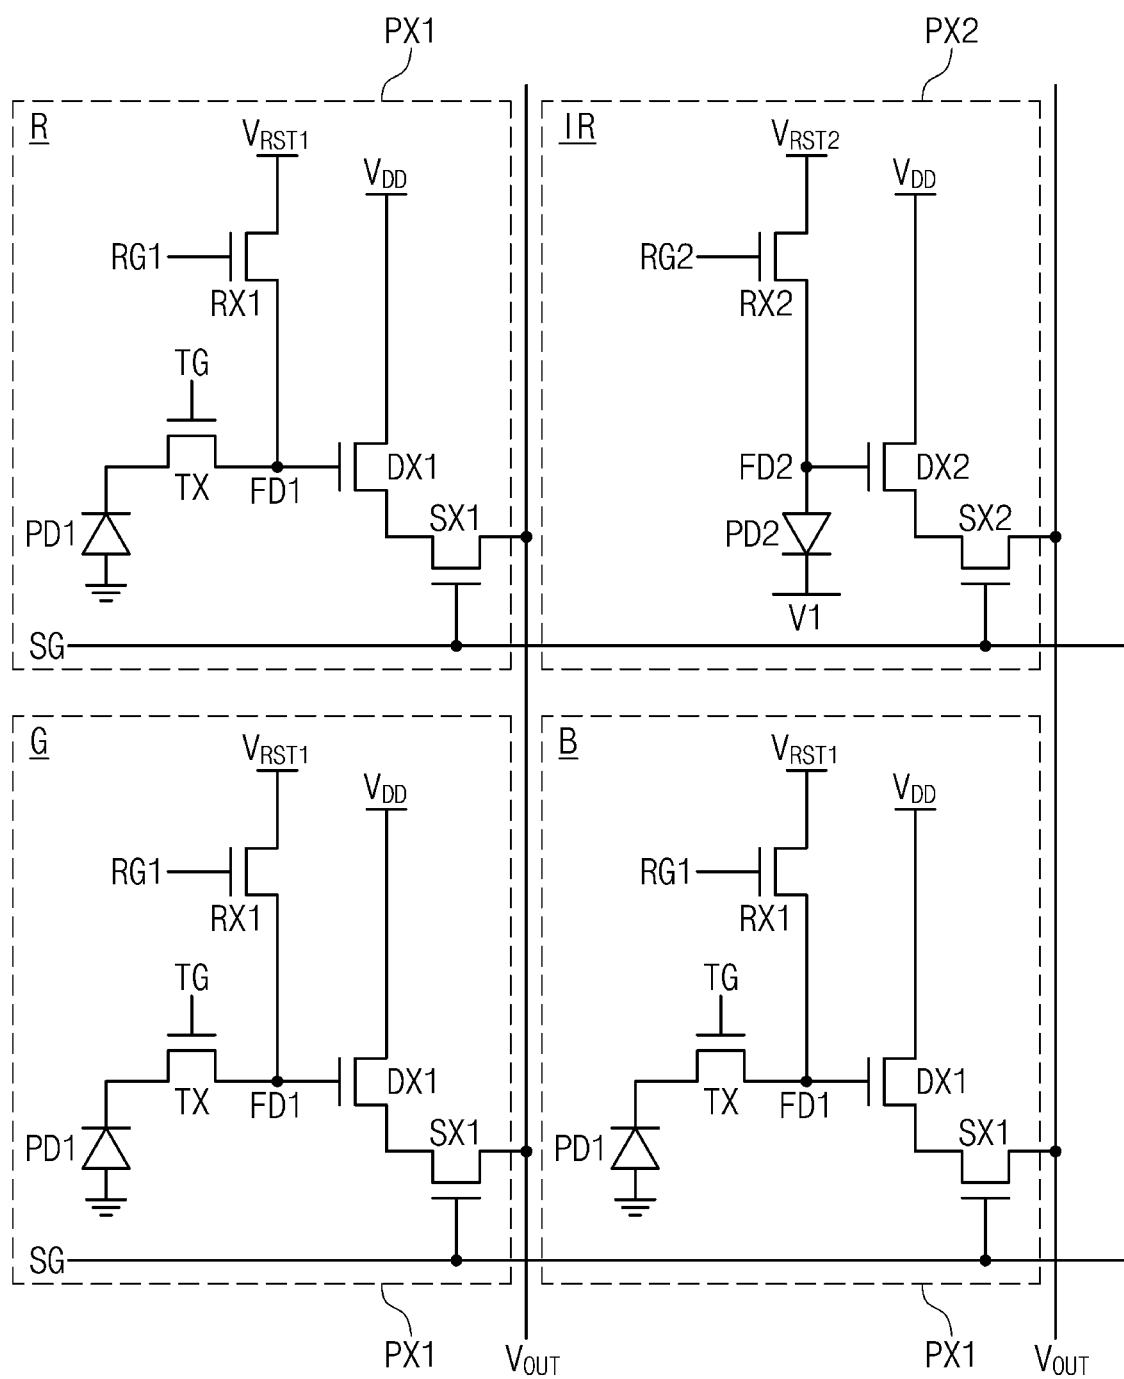 PX1
PX2
R
VRST1
VDD
RG1
RX1
TG
TX
FD1
DX1
PD1
SX1
SG
IR
VRST2
VDD
RG2
RX2
FD2
DX2
PD2
SX2
V1
G
VRST1
VDD
RG1
RX1
TG
TX
FD1
DX1
PD1
SX1
SG
B
VRST1
VDD
RG1
RX1
TG
TX
FD1
DX1
PD1
SX1
PX1
VOUT
PX1
VOUT